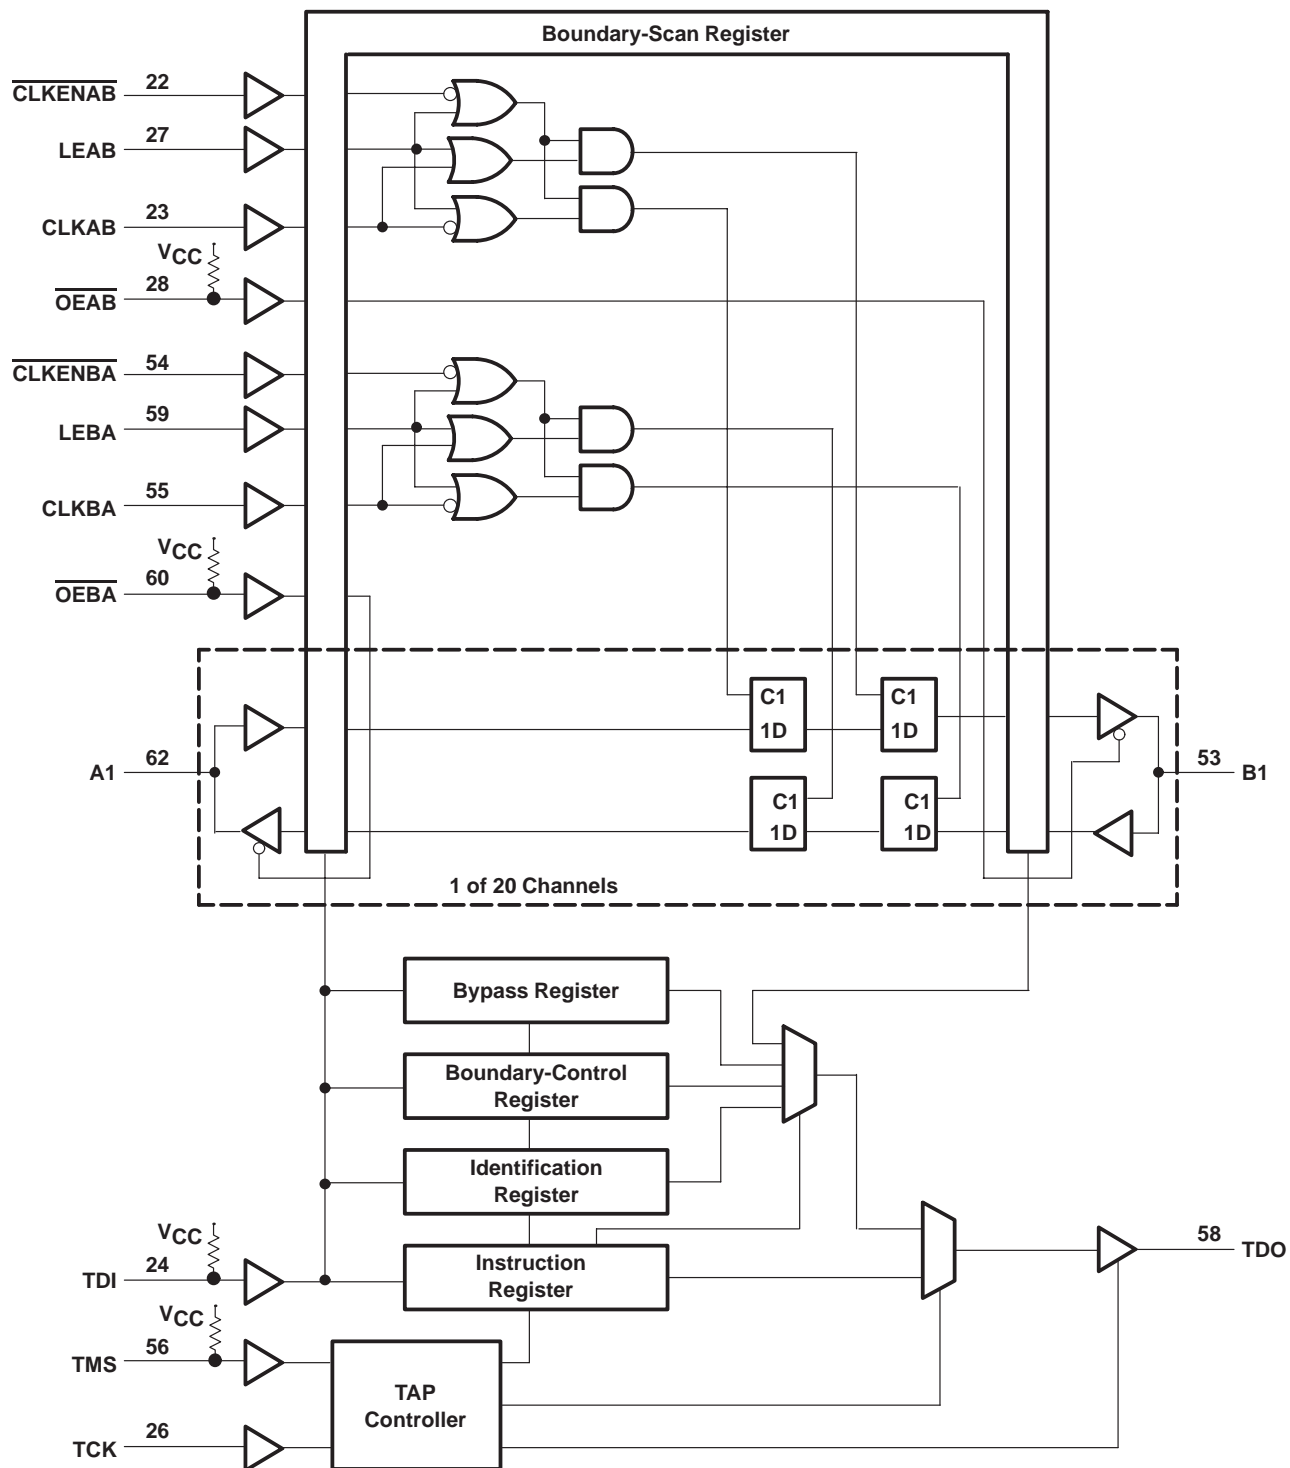 Boundary-Scan Register
CLKENAB 22
LEAB 27
CLKAB 23
VCC
OEAB 28
CLKENBA 54
LEBA 59
CLKBA 55
VCC
OEBA 60
C1
1D
C1
1D
A1 62
53 B1
C1
1D
C1
1D
1 of 20 Channels
Bypass Register
Boundary-Control
Register
Identification
Register
VCC
TDI 24
Instruction
Register
58 TDO
VCC
TMS 56
TAP
Controller
TCK 26